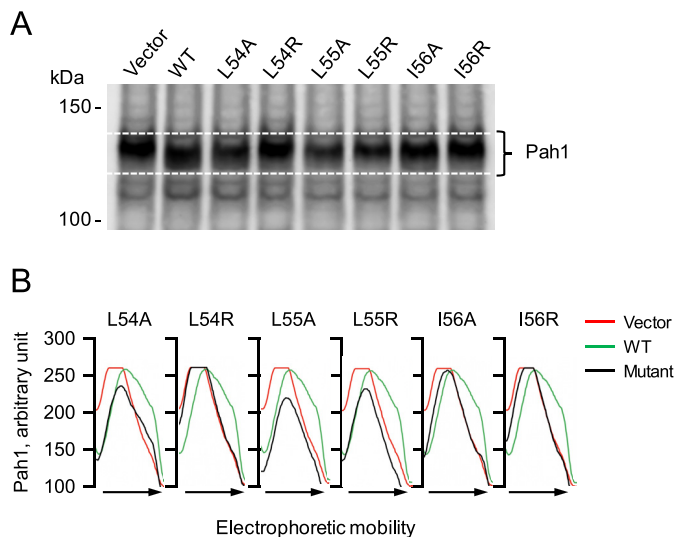 A
Vector WT L54A L54R L55A L55R I56A I56R
kDa
150 -
Pah1
100 -
B
L54A L54R L55A L55R I56A I56R
Pah1, arbitrary unit
300
250
200
150
100
Vector
WT
Mutant
Electrophoretic mobility